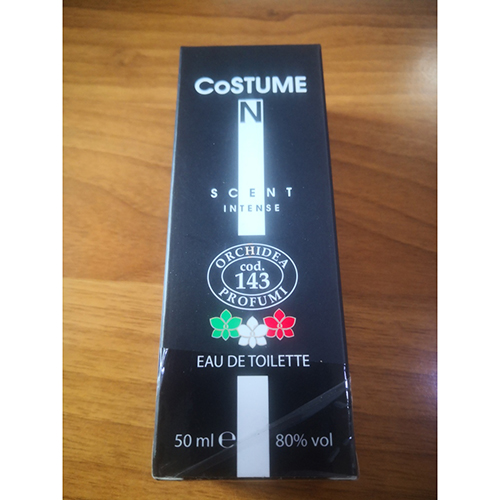 CoSTUME
N
SCENT
INTENSE
ORCHIDEA
cod.
143
PROFUMI
EAU DE TOILETTE
50 ml ℮ 80% vol